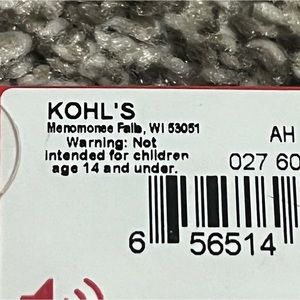 KOHL'S
Menomonee Falls, WI 53051
Warning: Not
intended for children
age 14 and under.
AH
027 60
6 56514